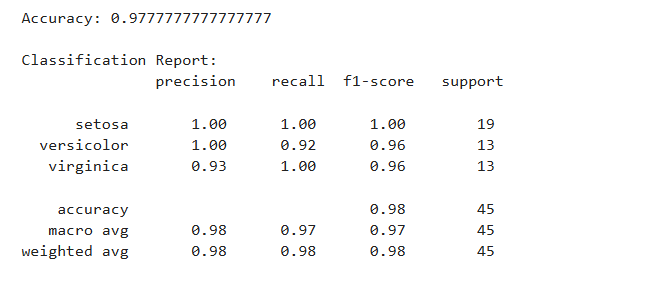 Accuracy: 0.9777777777777777
Classification Report:
precision recall f1-score support
setosa 1.00 1.00 1.00 19
versicolor 1.00 0.92 0.96 13
virginica 0.93 1.00 0.96 13
accuracy 0.98 45
macro avg 0.98 0.97 0.97 45
weighted avg 0.98 0.98 0.98 45